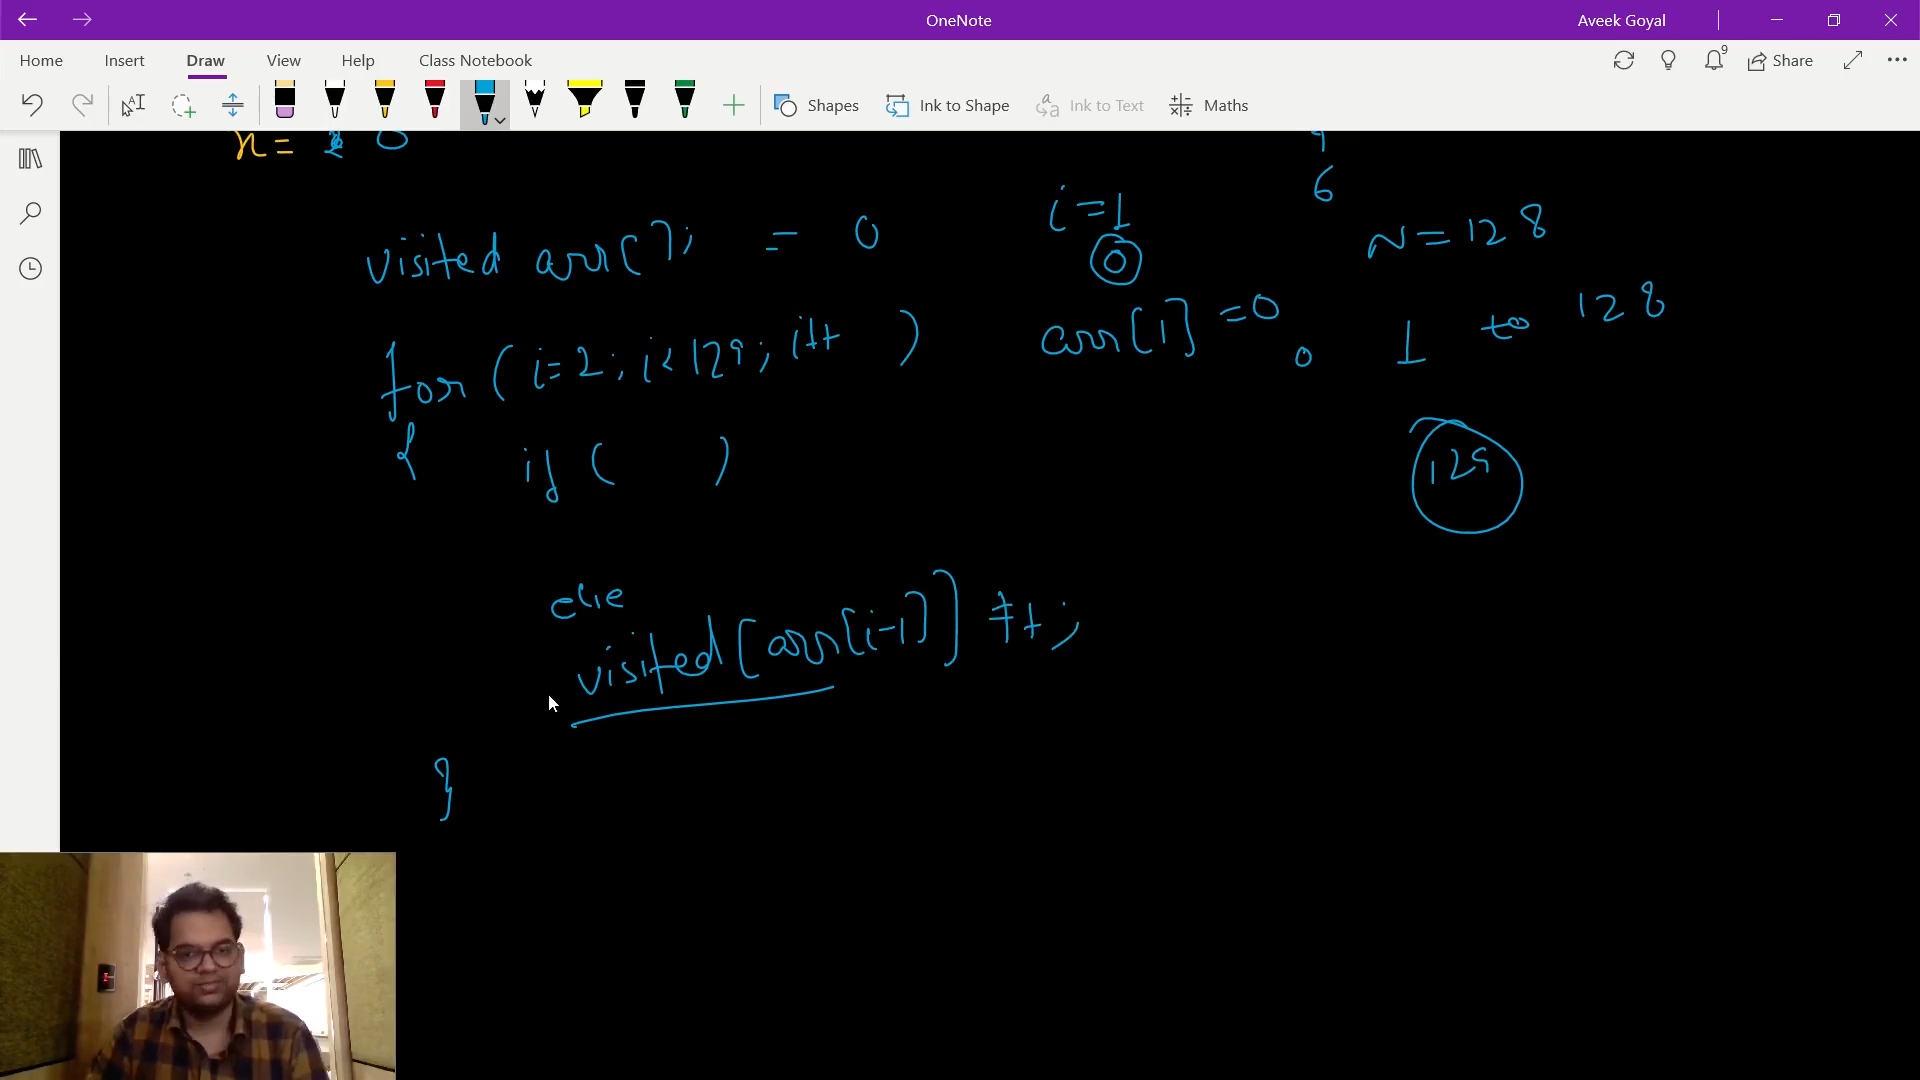 OneNote
Aveek Goyal
Home Insert Draw View Help Class Notebook
9
Share
Shapes Ink to Shape Ink to Text Maths
n =
6
i=1
N=128
visited arr[]; = 0
0
arr[1] =0
0
1 to 128
for (i=2; i<129; i++ )
{ if ( )
129
else
visited[arr[i-1]] ++;
}